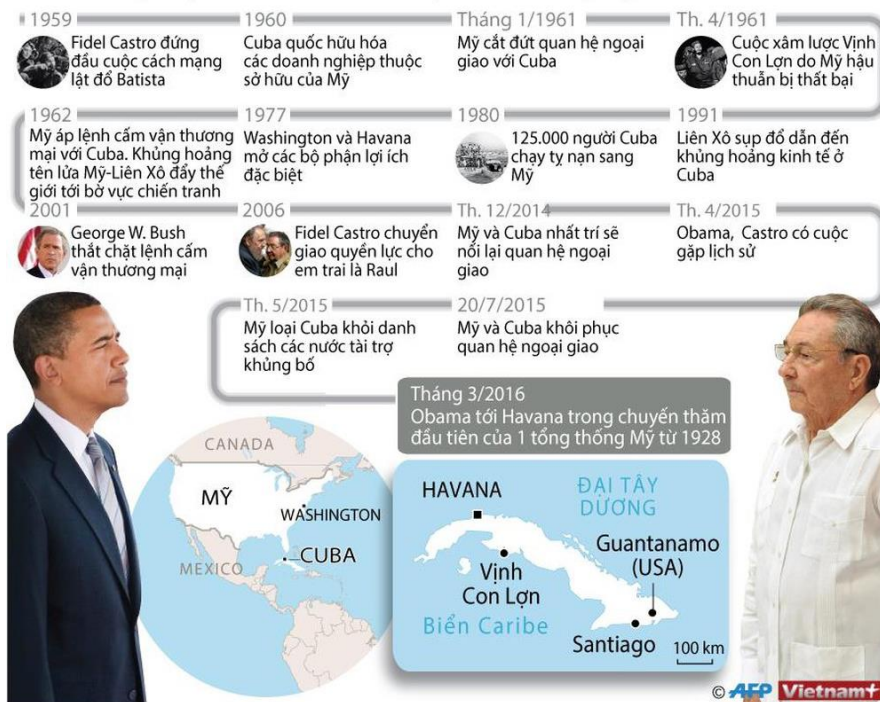 1959
Fidel Castro đứng
đầu cuộc cách mạng
lật đổ Batista
1960
Cuba quốc hữu hóa
các doanh nghiệp thuộc
sở hữu của Mỹ
Tháng 1/1961
Mỹ cắt đứt quan hệ ngoại
giao với Cuba
Th. 4/1961
Cuộc xâm lược Vịnh
Con Lợn do Mỹ hậu
thuẫn bị thất bại
1962
Mỹ áp lệnh cấm vận thương
mại với Cuba. Khủng hoảng
tên lửa Mỹ-Liên Xô đẩy thế
giới tới bờ vực chiến tranh
1977
Washington và Havana
mở các bộ phận lợi ích
đặc biệt
1980
125.000 người Cuba
chạy tỵ nạn sang
Mỹ
1991
Liên Xô sụp đổ dẫn đến
khủng hoảng kinh tế ở
Cuba
2001
George W. Bush
thắt chặt lệnh cấm
vận thương mại
2006
Fidel Castro chuyển
giao quyền lực cho
em trai là Raul
Th. 12/2014
Mỹ và Cuba nhất trí sẽ
nối lại quan hệ ngoại
giao
Th. 4/2015
Obama, Castro có cuộc
gặp lịch sử
Th. 5/2015
Mỹ loại Cuba khỏi danh
sách các nước tài trợ
khủng bố
20/7/2015
Mỹ và Cuba khôi phục
quan hệ ngoại giao
Tháng 3/2016
Obama tới Havana trong chuyến thăm
đầu tiên của 1 tổng thống Mỹ từ 1928
CANADA
MỸ
WASHINGTON
CUBA
MEXICO
HAVANA
ĐẠI TÂY
DƯƠNG
Guantanamo
(USA)
Vịnh
Con Lợn
Biển Caribe
Santiago
100 km
© AFP Vietnam+